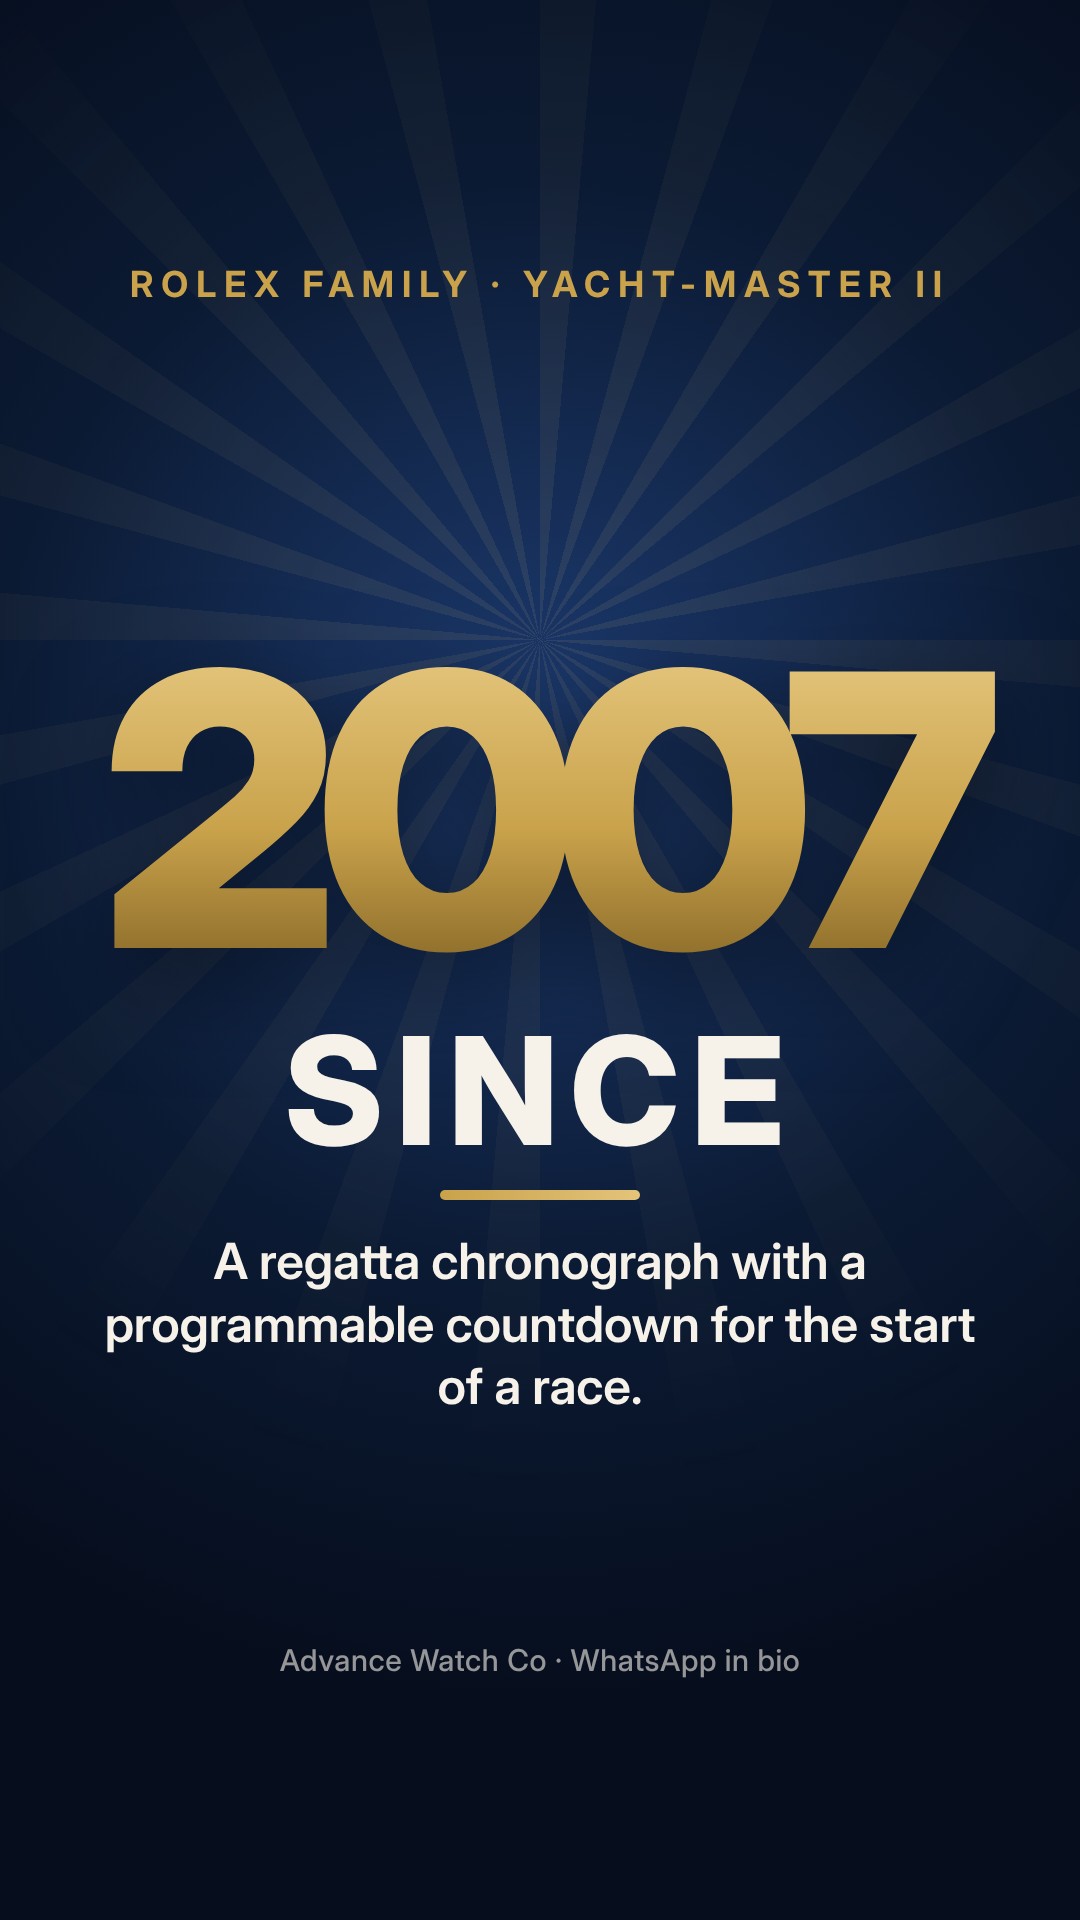 ROLEX FAMILY · YACHT-MASTER II
2007
SINCE
A regatta chronograph with a
programmable countdown for the start
of a race.
Advance Watch Co · WhatsApp in bio